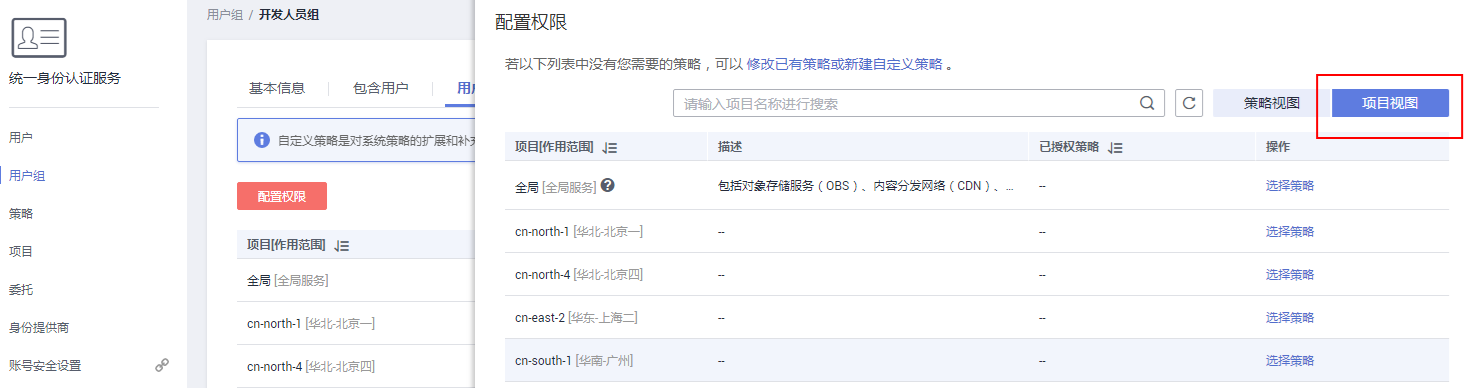 统一身份认证服务
用户
用户组
策略
项目
委托
身份提供商
账号安全设置
用户组 / 开发人员组
基本信息 包含用户 用户
自定义策略是对系统策略的扩展和补充
配置权限
项目[作用范围]
全局 [全局服务]
cn-north-1 [华北-北京一]
cn-north-4 [华北-北京四]
配置权限
若以下列表中没有您需要的策略，可以 修改已有策略或新建自定义策略 。
请输入项目名称进行搜索 策略视图 项目视图
项目[作用范围] 描述 已授权策略 操作
全局 [全局服务] ? 包括对象存储服务（OBS）、内容分发网络（CDN）、... -- 选择策略
cn-north-1 [华北-北京一] -- -- 选择策略
cn-north-4 [华北-北京四] -- -- 选择策略
cn-east-2 [华东-上海二] -- -- 选择策略
cn-south-1 [华南-广州] -- -- 选择策略